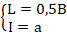 L = 0,5B
I = a